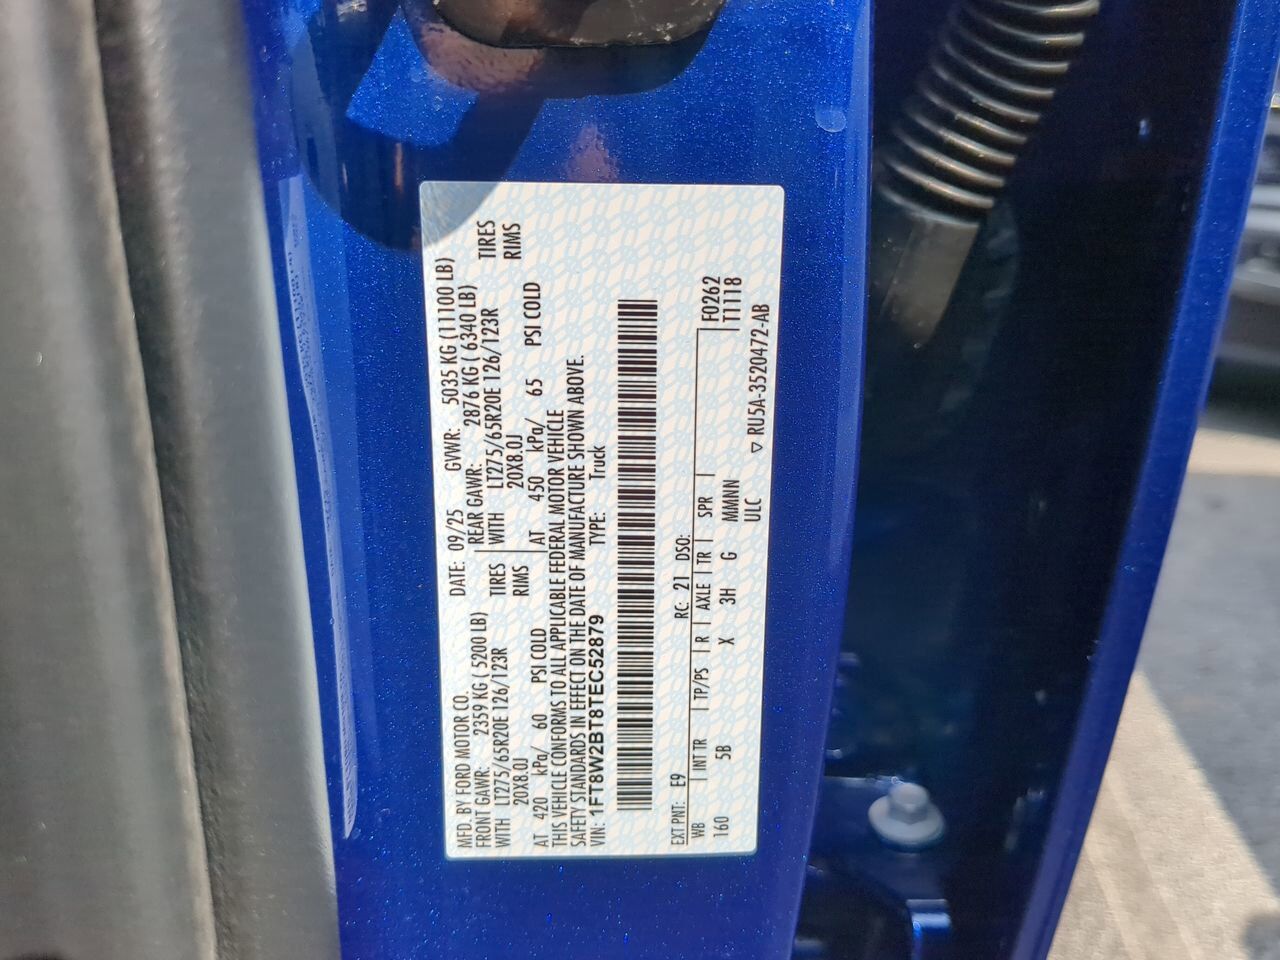 MFD. BY FORD MOTOR CO.
DATE: 09/25 GVWR: 5035 KG (11100 LB)
FRONT GAWR: 2359 KG ( 5200 LB) REAR GAWR: 2876 KG ( 6340 LB)
WITH LT275/65R20E 126/123R TIRES WITH LT275/65R20E 126/123R TIRES
20X8.0J RIMS 20X8.0J RIMS
AT 420 kPa/ 60 PSI COLD AT 450 kPa/ 65 PSI COLD
THIS VEHICLE CONFORMS TO ALL APPLICABLE FEDERAL MOTOR VEHICLE
SAFETY STANDARDS IN EFFECT ON THE DATE OF MANUFACTURE SHOWN ABOVE.
VIN: 1FT8W2BT8TEC52879 TYPE: Truck
EXT PNT: E9 RC: 21 DSO: F0262
WB INT TR TP/PS R AXLE TR SPR T1118
160 5B X 3H G MMNN
ULC ▽ RU5A-3520472-AB